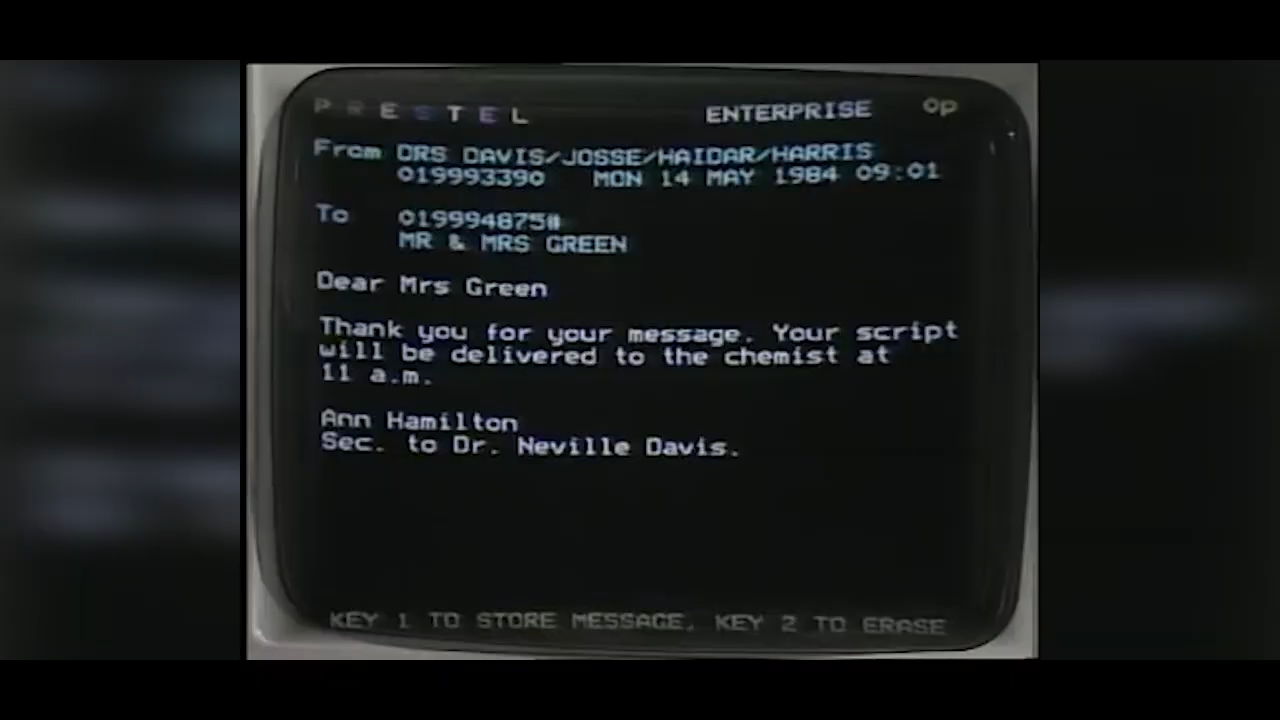 PRESTEL ENTERPRISE 0p
From DRS DAVIS/JOSSE/HAIDAR/HARRIS
019993390 MON 14 MAY 1984 09:01
To 019994875#
MR & MRS GREEN
Dear Mrs Green
Thank you for your message. Your script
will be delivered to the chemist at
11 a.m.
Ann Hamilton
Sec. to Dr. Neville Davis.
KEY 1 TO STORE MESSAGE, KEY 2 TO ERASE